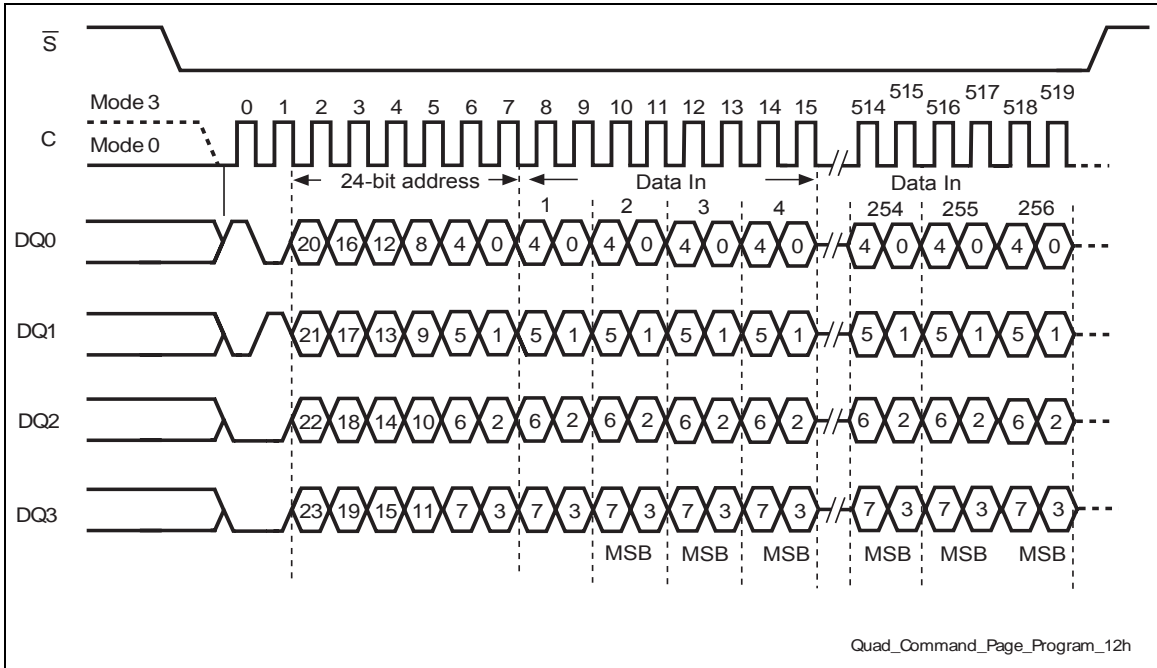 S
Mode 3
0 1 2 3 4 5 6 7 8 9 10 11 12 13 14 15 514 515 516 517 518 519
C
Mode 0
24-bit address Data In Data In
1 2 3 4 254 255 256
DQ0 20 16 12 8 4 0 4 0 4 0 4 0 4 0 4 0 4 0 4 0
DQ1 21 17 13 9 5 1 5 1 5 1 5 1 5 1 5 1 5 1 5 1
DQ2 22 18 14 10 6 2 6 2 6 2 6 2 6 2 6 2 6 2 6 2
DQ3 23 19 15 11 7 3 7 3 7 3 7 3 7 3 7 3 7 3 7 3
MSB MSB MSB MSB MSB MSB
Quad_Command_Page_Program_12h